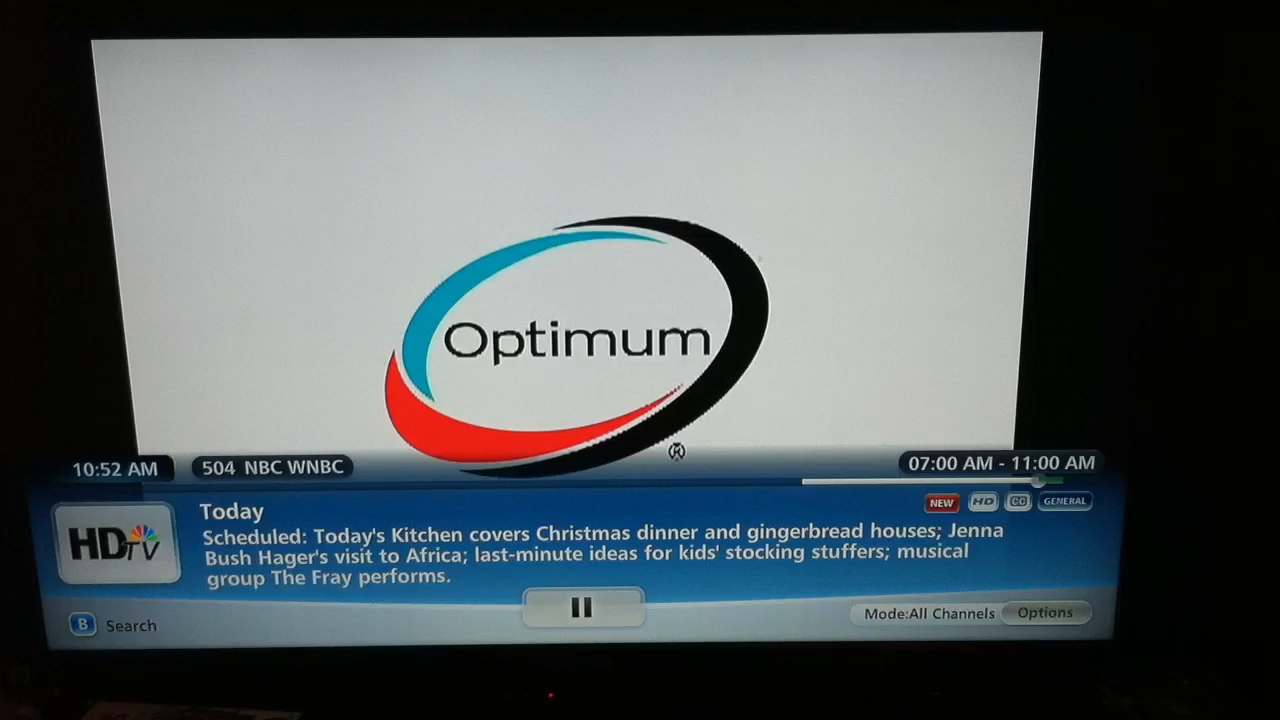 Optimum
®
10:52 AM
504 NBC WNBC
07:00 AM - 11:00 AM
Today
NEW
HD
CC
GENERAL
HDTV
Scheduled: Today's Kitchen covers Christmas dinner and gingerbread houses; Jenna
Bush Hager's visit to Africa; last-minute ideas for kids' stocking stuffers; musical
group The Fray performs.
B Search
Mode:All Channels
Options